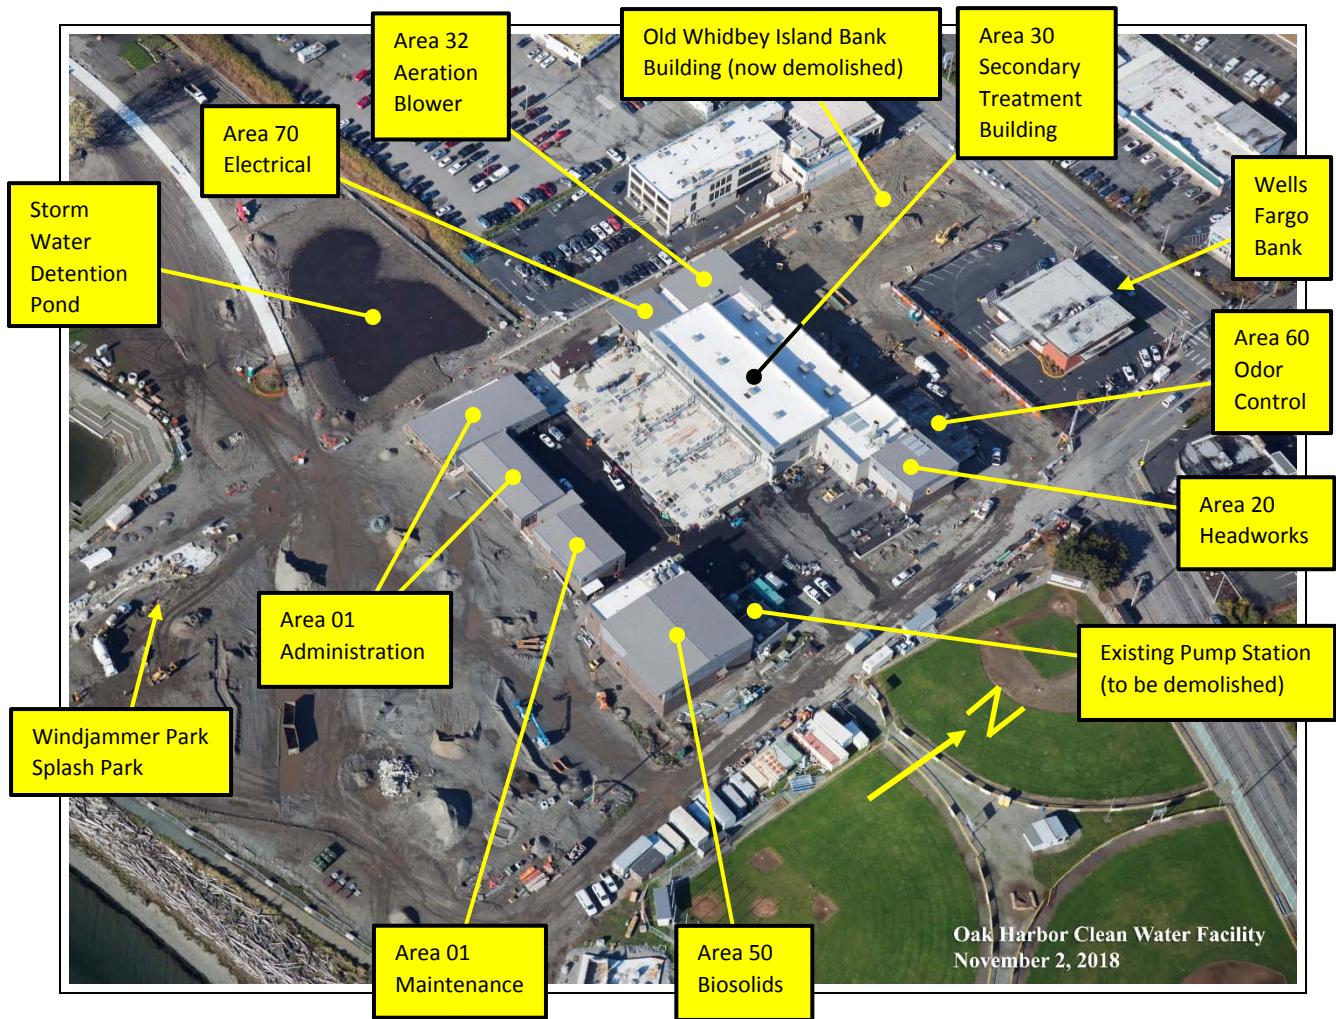 Area 32
Aeration
Blower
Old Whidbey Island Bank
Building (now demolished)
Area 30
Secondary
Treatment
Building
Area 70
Electrical
Wells
Fargo
Bank
Storm
Water
Detention
Pond
Area 60
Odor
Control
Area 20
Headworks
Area 01
Administration
Existing Pump Station
(to be demolished)
Windjammer Park
Splash Park
N
Area 01
Maintenance
Area 50
Biosolids
Oak Harbor Clean Water Facility
November 2, 2018